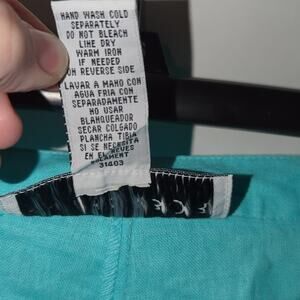 HAND WASH COLD
SEPARATELY
DO NOT BLEACH
LINE DRY
WARM IRON
IF NEEDED
ON REVERSE SIDE
LAVAR A MANO CON
AGUA FRIA CON
SEPARADAMENTE
NO USAR
BLANQUEADOR
SECAR COLGADO
PLANCHA TIBIA
SI SE NECESITA
EN EL REVES
31403